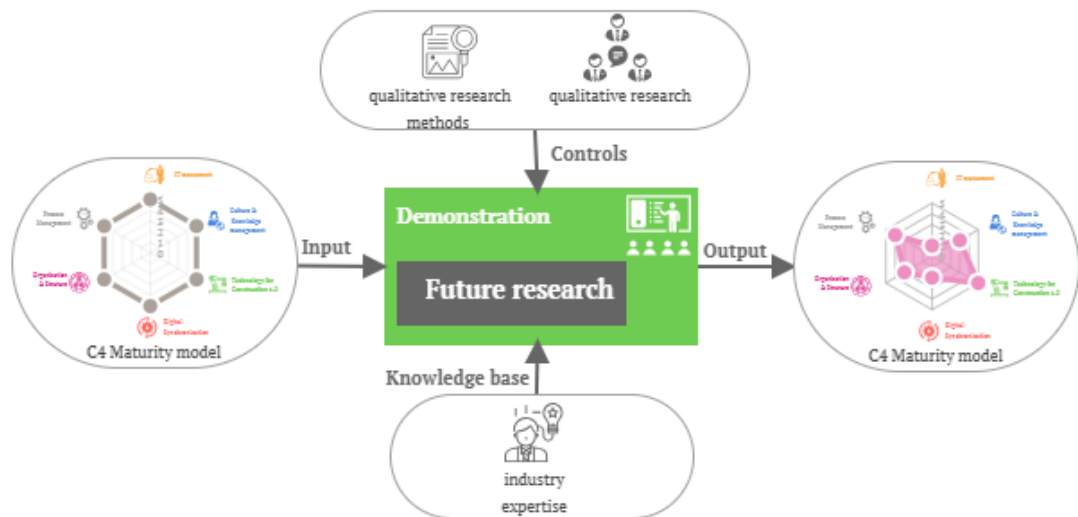 qualitative research
methods
qualitative research
Controls
IT management
Process
Management
Culture &
Knowledge
management
Organisation
& Structure
Technology for
Construction 4.0
Digital
Synchronization
C4 Maturity model
Input
Demonstration
Future research
Output
IT management
Process
Management
Culture &
Knowledge
management
Organisation
& Structure
Technology for
Construction 4.0
Digital
Synchronization
C4 Maturity model
Knowledge base
industry
expertise